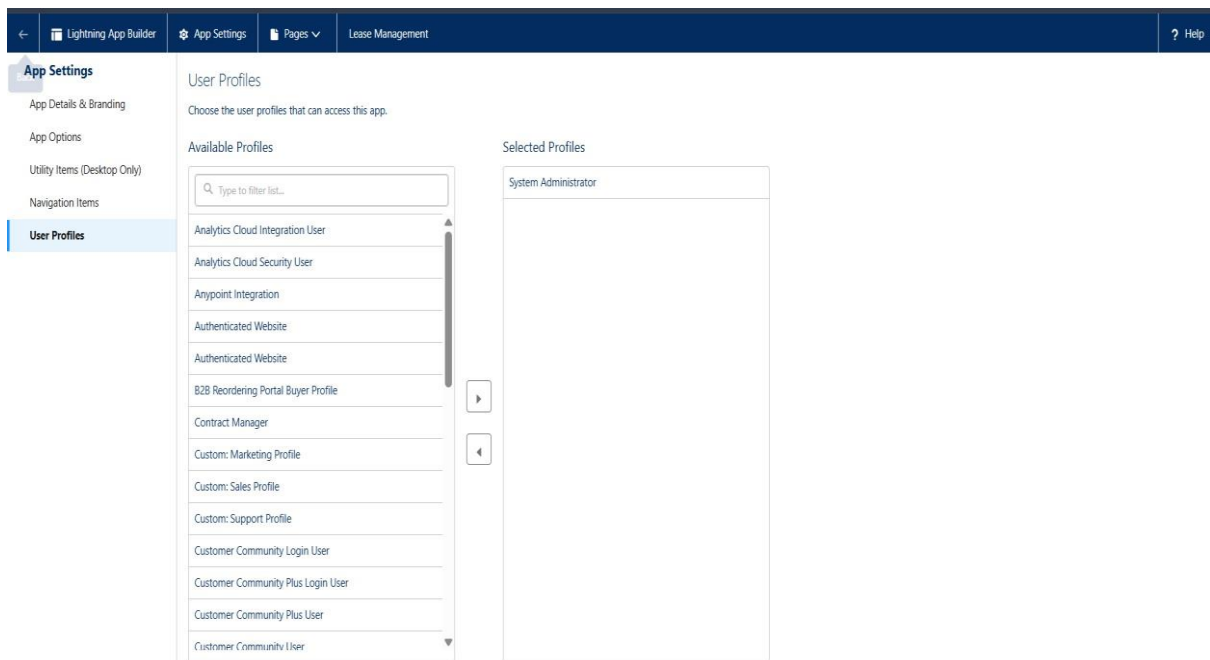 Lightning App Builder
App Settings
Pages
Lease Management
? Help
App Settings
App Details & Branding
App Options
Utility Items (Desktop Only)
Navigation Items
User Profiles
User Profiles
Choose the user profiles that can access this app.
Available Profiles
Type to filter list...
Analytics Cloud Integration User
Analytics Cloud Security User
Anypoint Integration
Authenticated Website
Authenticated Website
B2B Reordering Portal Buyer Profile
Contract Manager
Custom: Marketing Profile
Custom: Sales Profile
Custom: Support Profile
Customer Community Login User
Customer Community Plus Login User
Customer Community Plus User
Customer Community User
Selected Profiles
System Administrator